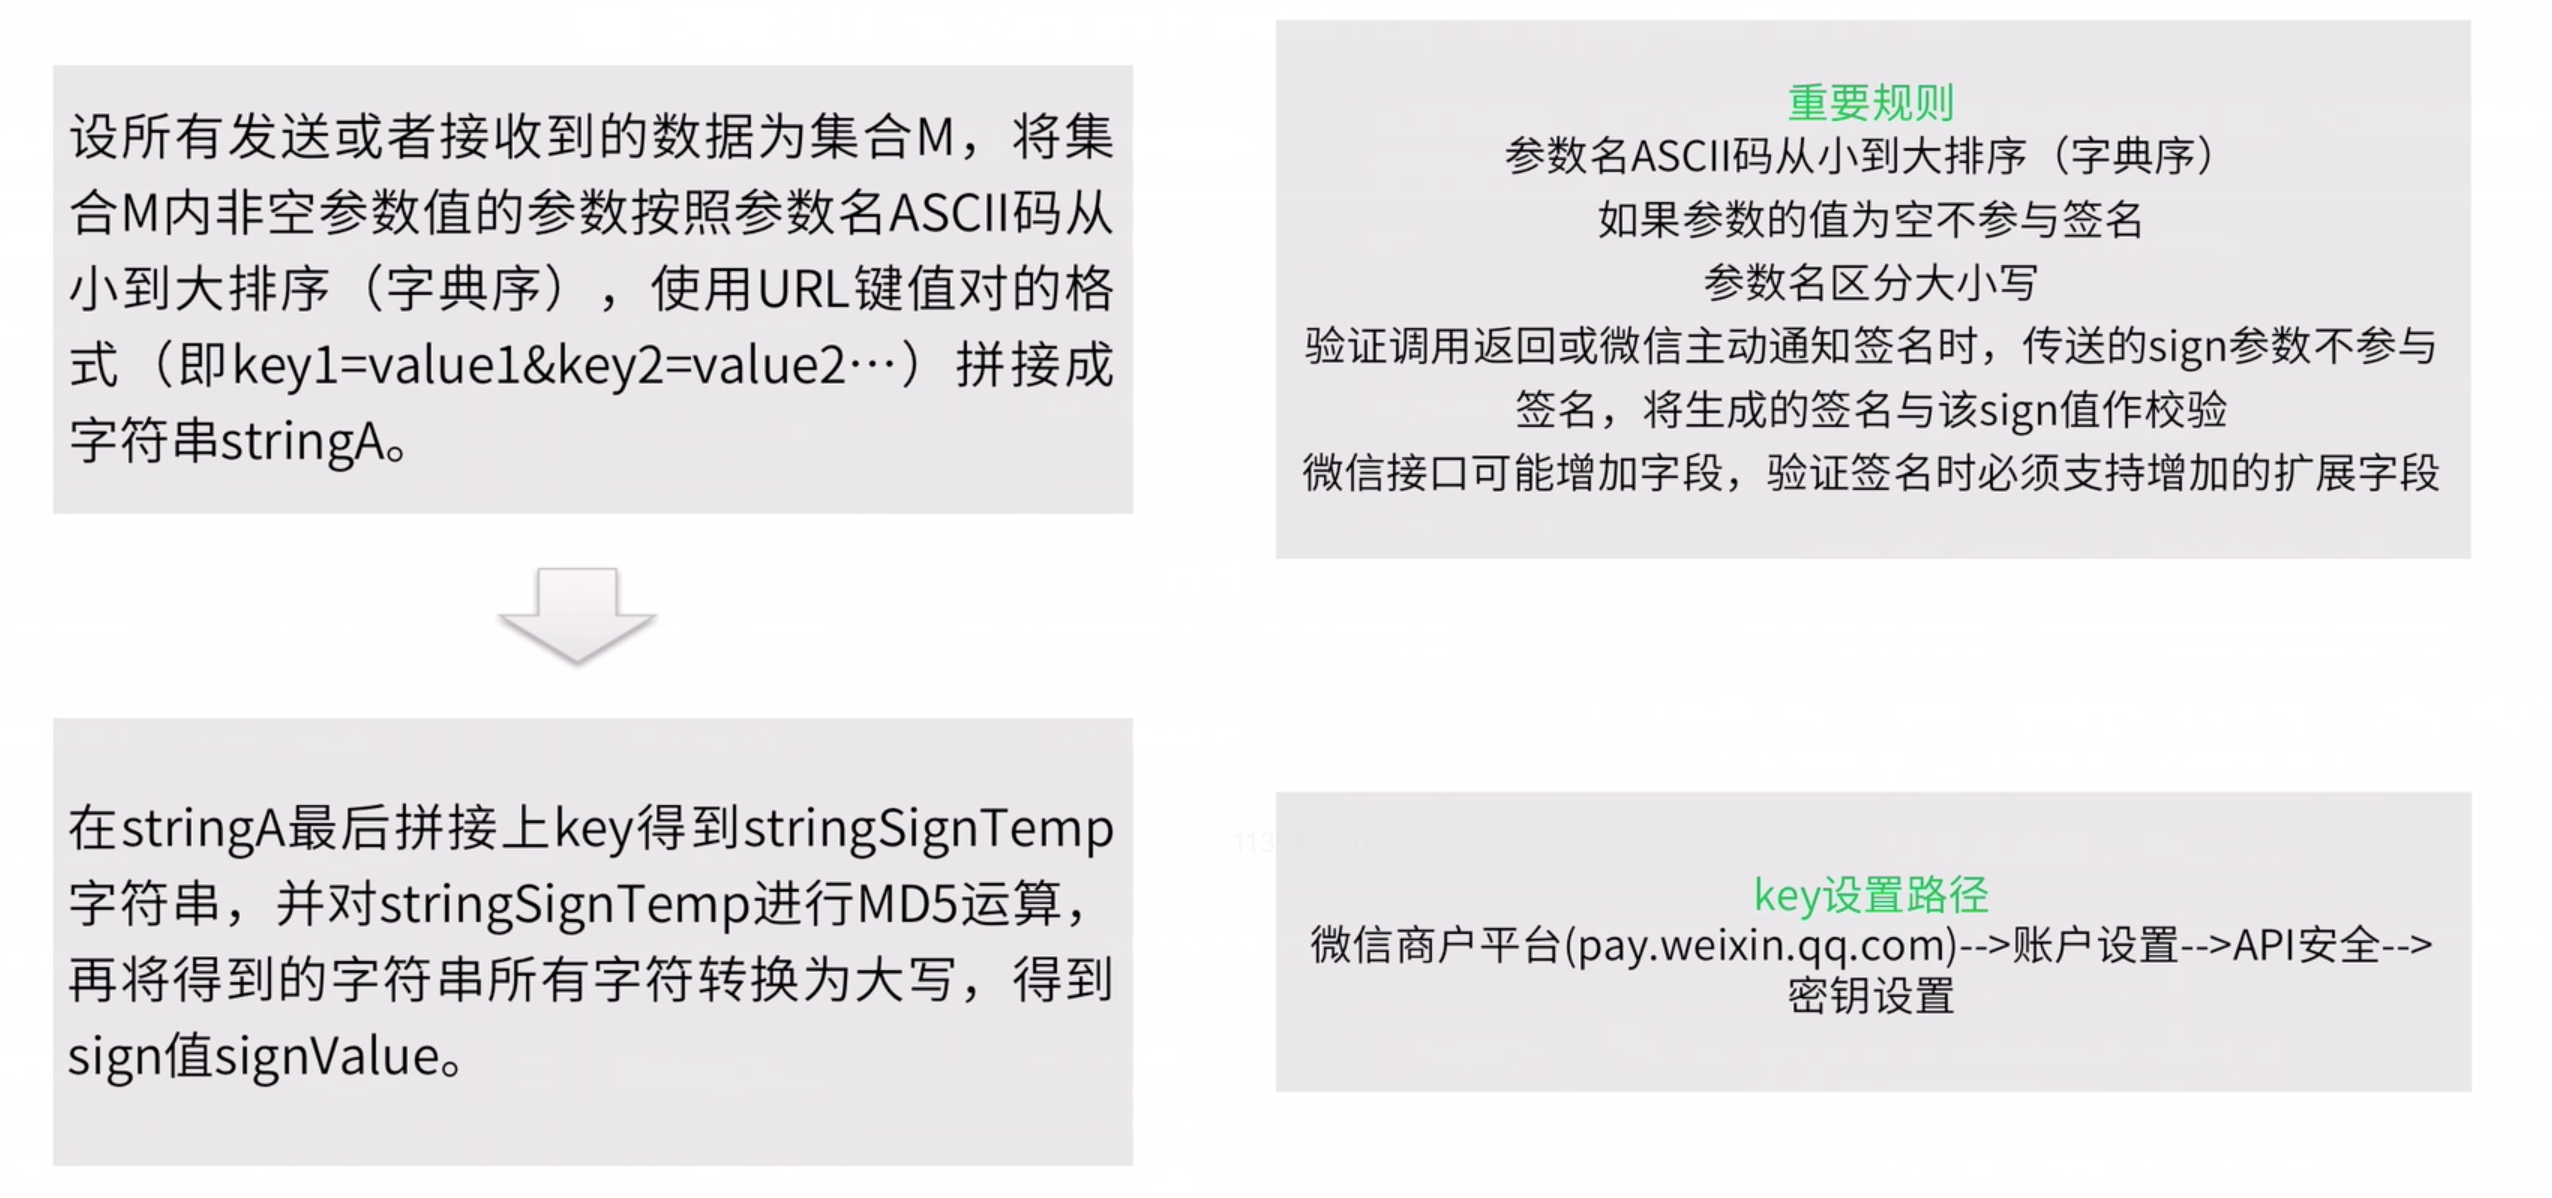 设所有发送或者接收到的数据为集合M，将集
合M内非空参数值的参数按照参数名ASCII码从
小到大排序（字典序），使用URL键值对的格
式（即key1=value1&key2=value2…）拼接成
字符串stringA。
重要规则
参数名ASCII码从小到大排序（字典序）
如果参数的值为空不参与签名
参数名区分大小写
验证调用返回或微信主动通知签名时，传送的sign参数不参与
签名，将生成的签名与该sign值作校验
微信接口可能增加字段，验证签名时必须支持增加的扩展字段
在stringA最后拼接上key得到stringSignTemp
字符串，并对stringSignTemp进行MD5运算，
再将得到的字符串所有字符转换为大写，得到
sign值signValue。
key设置路径
微信商户平台(pay.weixin.qq.com)-->账户设置-->API安全-->
密钥设置